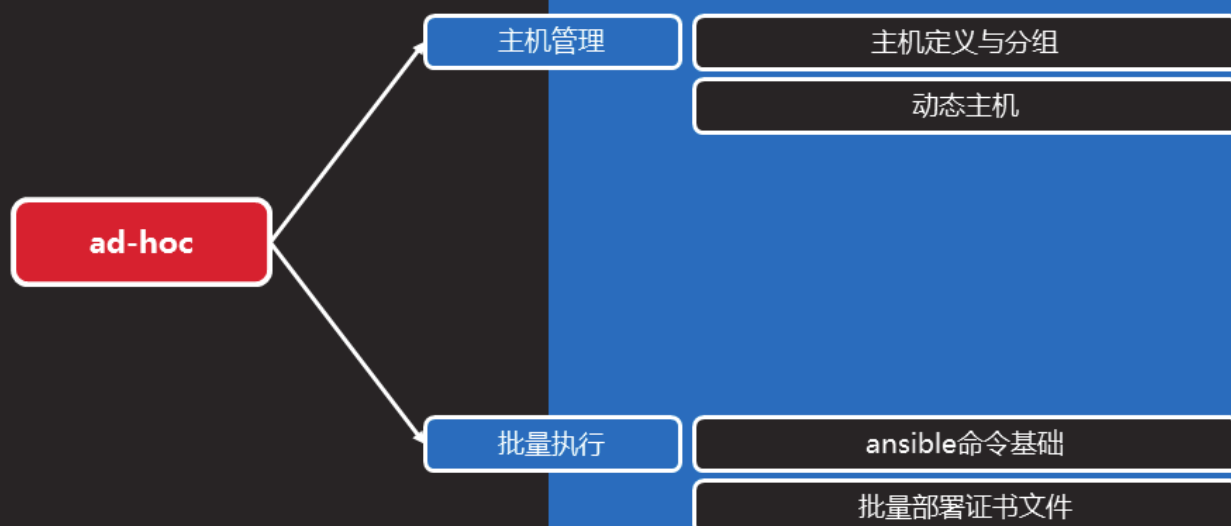 主机管理
主机定义与分组
动态主机
ad-hoc
批量执行
ansible命令基础
批量部署证书文件